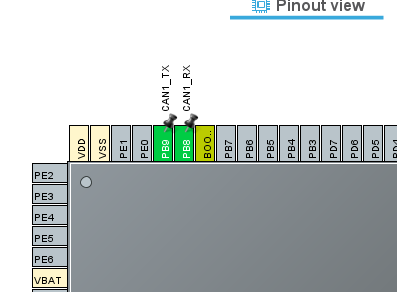 Pinout view
CAN1_TX
CAN1_RX
VDD
VSS
PE1
PE0
PB9
PB8
BOO..
PB7
PB6
PB5
PB4
PB3
PD7
PD6
PD5
PD4
PE2
PE3
PE4
PE5
PE6
VBAT